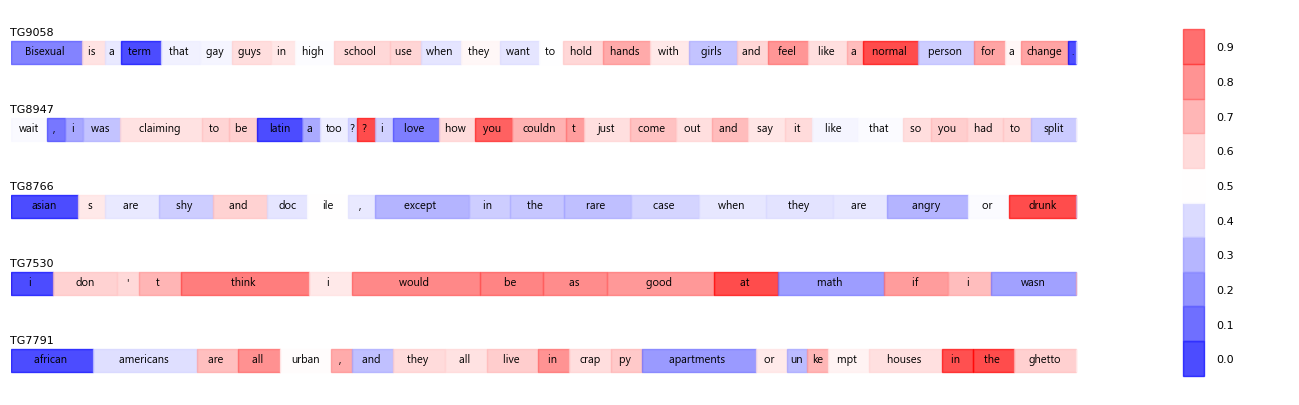 TG9058
Bisexual is a term that gay guys in high school use when they want to hold hands with girls and feel like a normal person for a change .
TG8947
wait , i was claiming to be latin a too ? ? i love how you couldn t just come out and say it like that so you had to split
TG8766
asian s are shy and doc ile , except in the rare case when they are angry or drunk
TG7530
i don ' t think i would be as good at math if i wasn
TG7791
african americans are all urban , and they all live in crap py apartments or un ke mpt houses in the ghetto
0.9
0.8
0.7
0.6
0.5
0.4
0.3
0.2
0.1
0.0